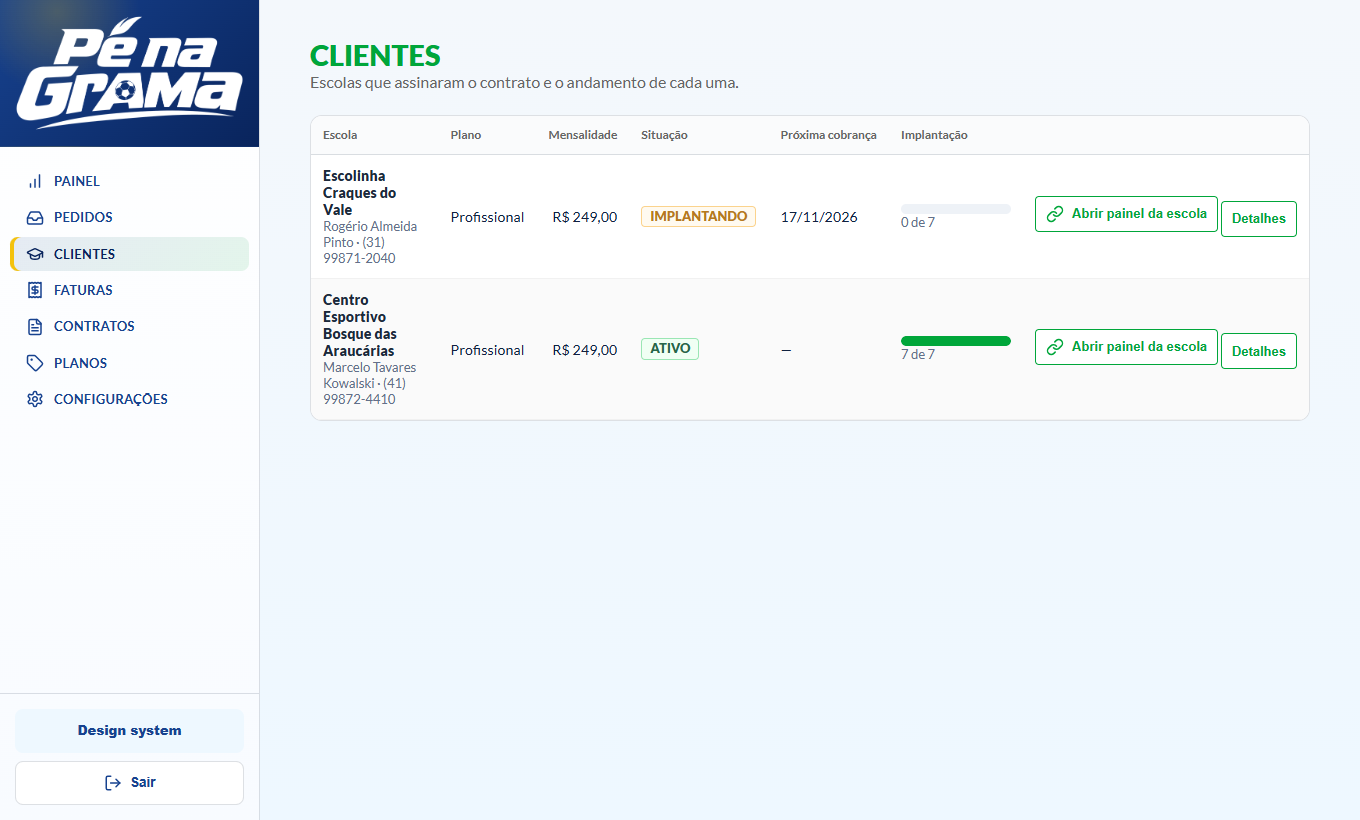 Pé na
GRAMA
PAINEL
PEDIDOS
CLIENTES
FATURAS
CONTRATOS
PLANOS
CONFIGURAÇÕES
Design system
Sair
CLIENTES
Escolas que assinaram o contrato e o andamento de cada uma.
Escola Plano Mensalidade Situação Próxima cobrança Implantação
Escolinha
Craques do
Vale
Rogério Almeida
Pinto · (31)
99871-2040
Profissional R$ 249,00 IMPLANTANDO 17/11/2026
0 de 7
Abrir painel da escola Detalhes
Centro
Esportivo
Bosque das
Araucárias
Marcelo Tavares
Kowalski · (41)
99872-4410
Profissional R$ 249,00 ATIVO —
7 de 7
Abrir painel da escola Detalhes